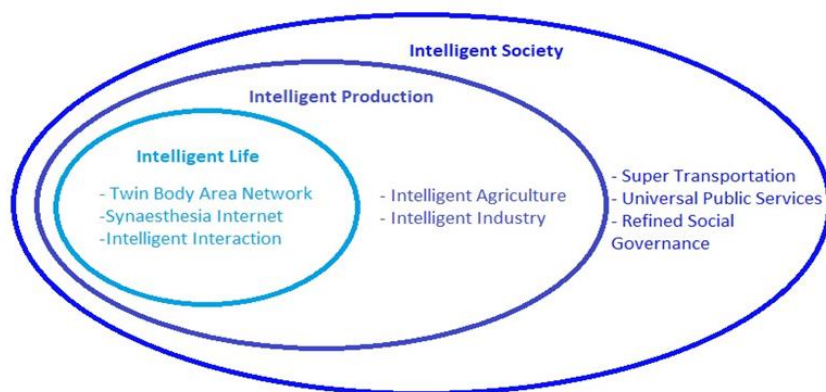 Intelligent Society
Intelligent Production
Intelligent Life
- Twin Body Area Network
-Synaesthesia Internet
-Intelligent Interaction
- Intelligent Agriculture
- Intelligent Industry
- Super Transportation
- Universal Public Services
- Refined Social
Governance